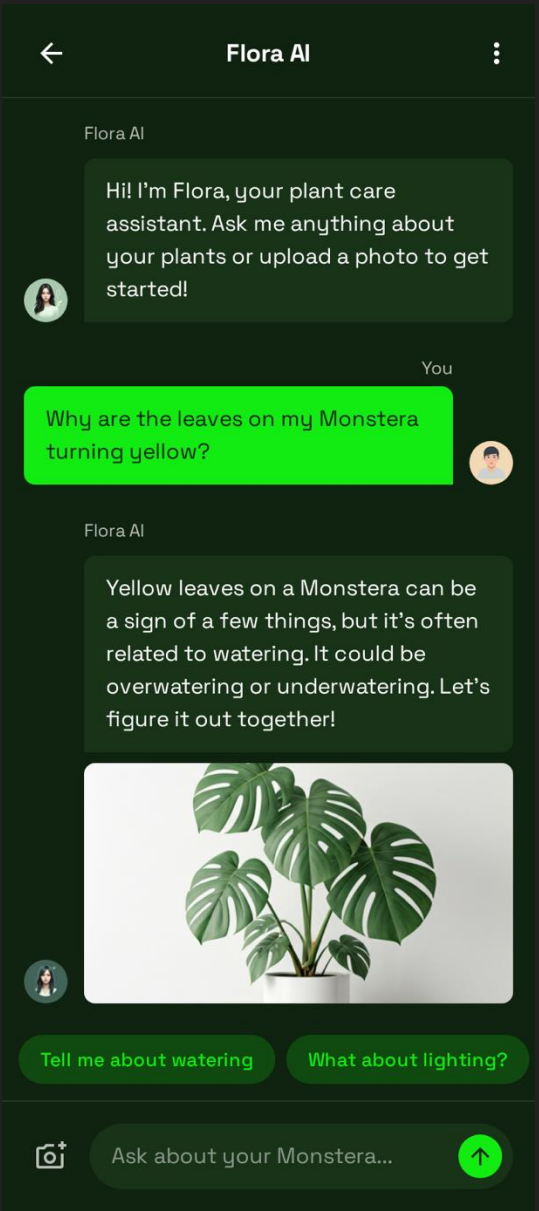 Flora AI
Flora AI
Hi! I'm Flora, your plant care
assistant. Ask me anything about
your plants or upload a photo to get
started!
You
Why are the leaves on my Monstera
turning yellow?
Flora AI
Yellow leaves on a Monstera can be
a sign of a few things, but it's often
related to watering. It could be
overwatering or underwatering. Let's
figure it out together!
Tell me about watering
What about lighting?
Ask about your Monstera...